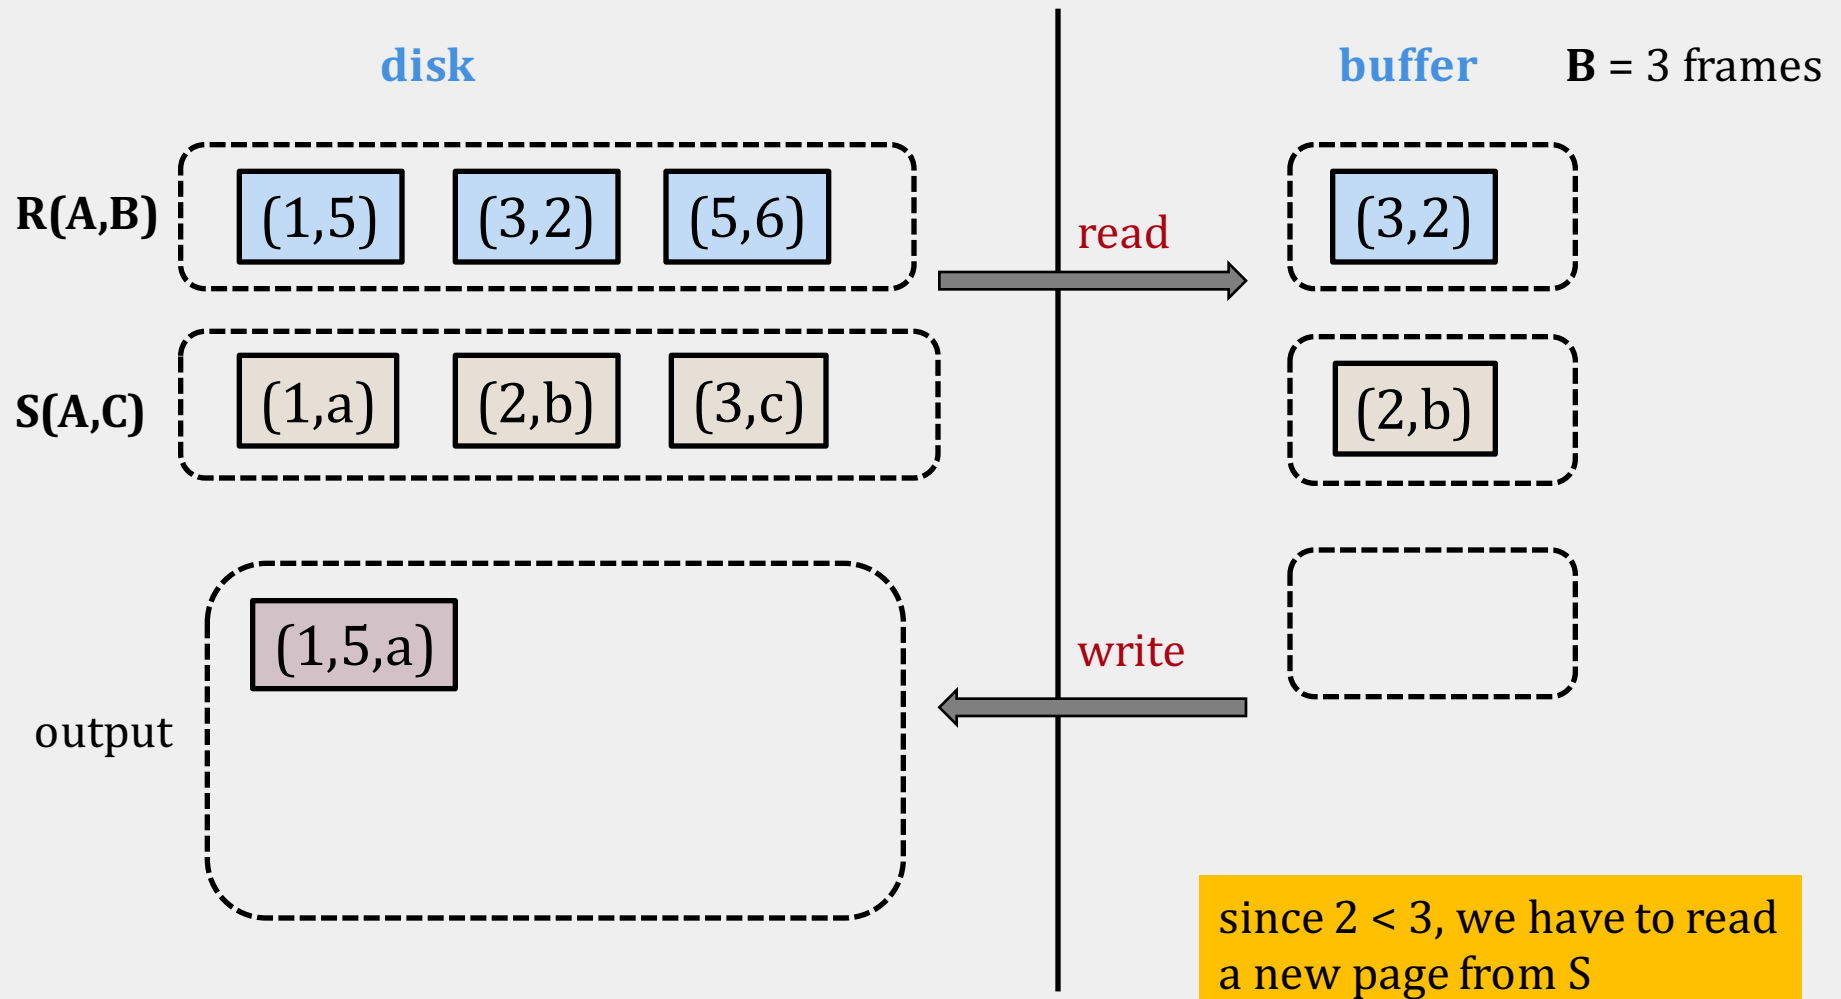 disk
buffer B = 3 frames
R(A,B) (1,5) (3,2) (5,6)
read
(3,2)
S(A,C) (1,a) (2,b) (3,c)
(2,b)
(1,5,a)
write
output
since 2 < 3, we have to read
a new page from S